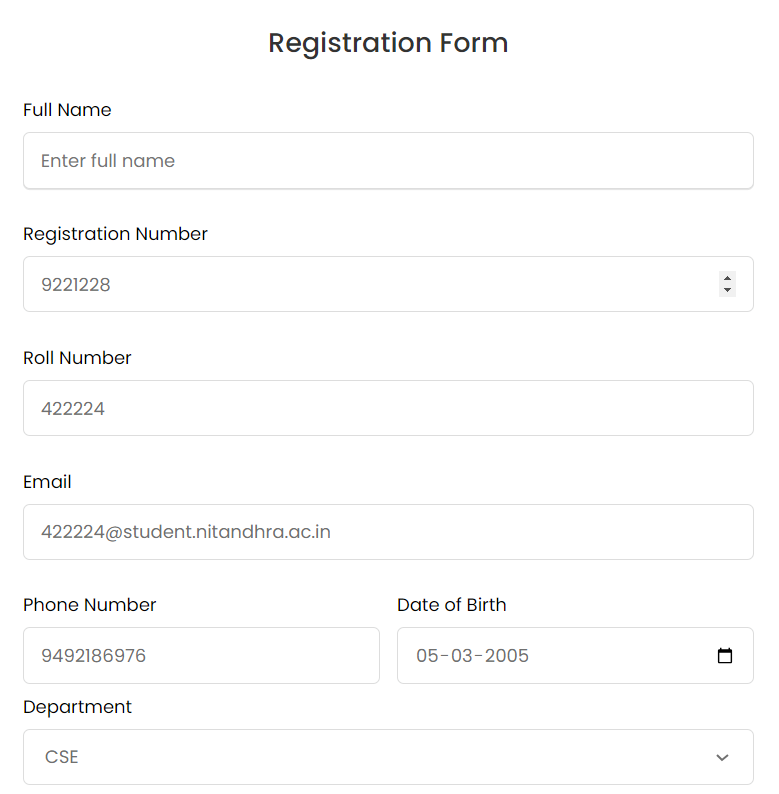 Registration Form
Full Name
Enter full name
Registration Number
9221228
Roll Number
422224
Email
422224@student.nitandhra.ac.in
Phone Number Date of Birth
9492186976 05-03-2005
Department
CSE